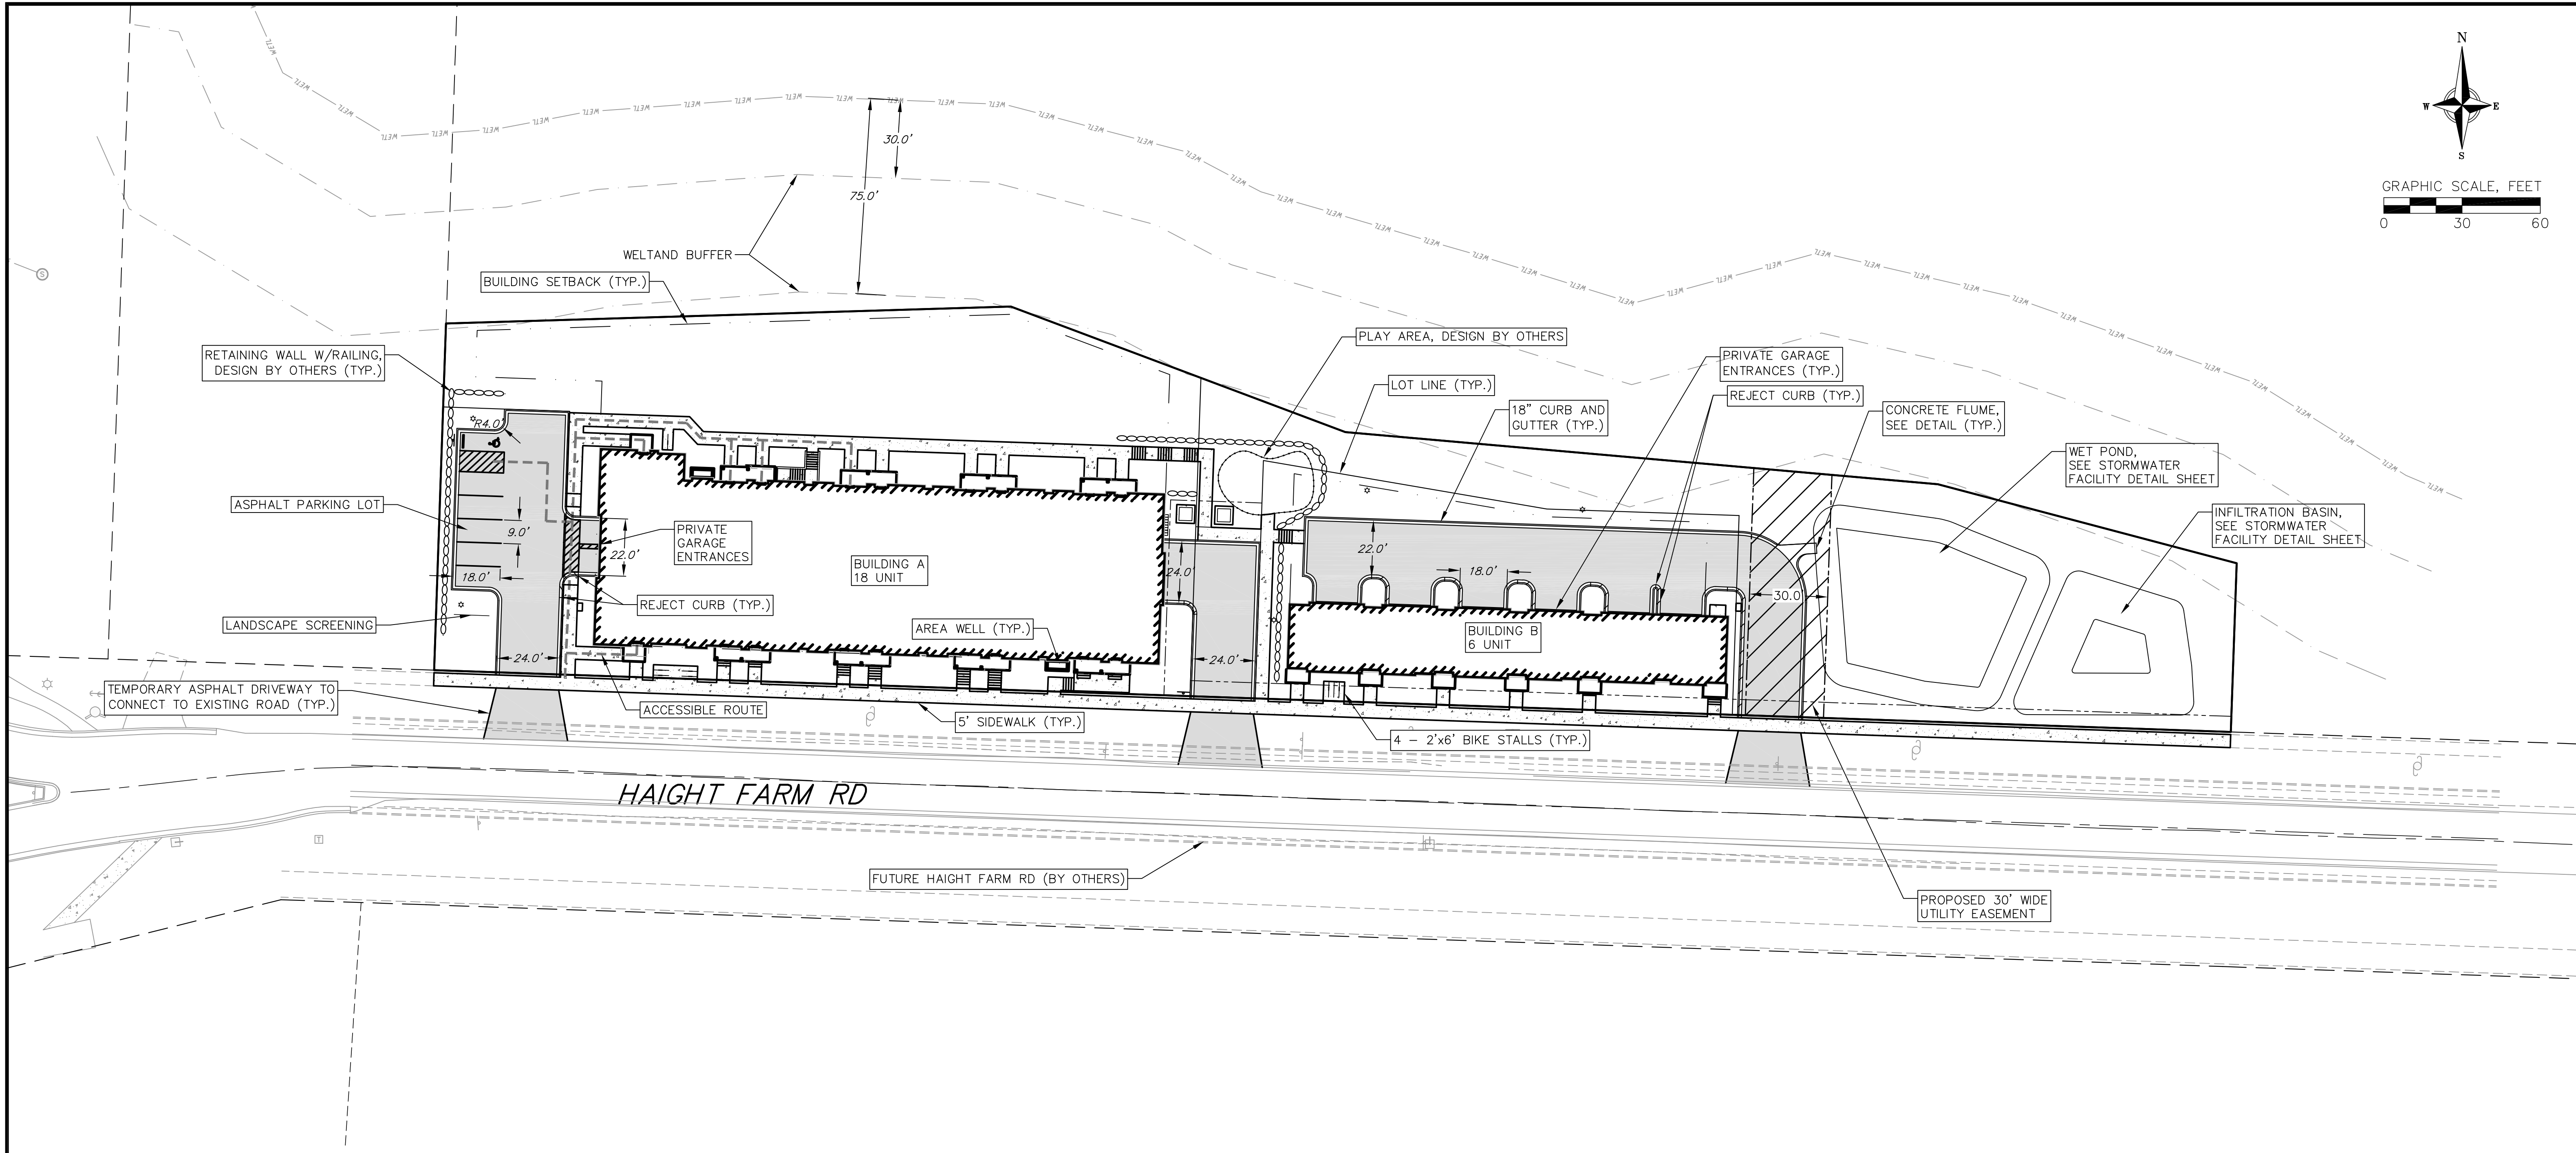 N
W
E
S
GRAPHIC SCALE, FEET
0 30 60
WETL
30.0'
75.0'
WELTAND BUFFER
BUILDING SETBACK (TYP.)
RETAINING WALL W/RAILING,
DESIGN BY OTHERS (TYP.)
PLAY AREA, DESIGN BY OTHERS
PRIVATE GARAGE
ENTRANCES (TYP.)
LOT LINE (TYP.)
REJECT CURB (TYP.)
18" CURB AND
GUTTER (TYP.)
CONCRETE FLUME,
SEE DETAIL (TYP.)
WET POND,
SEE STORMWATER
FACILITY DETAIL SHEET
INFILTRATION BASIN,
SEE STORMWATER
FACILITY DETAIL SHEET
R4.0'
ASPHALT PARKING LOT
9.0'
18.0'
22.0'
PRIVATE
GARAGE
ENTRANCES
BUILDING A
18 UNIT
24.0'
22.0'
18.0'
30.0
REJECT CURB (TYP.)
LANDSCAPE SCREENING
AREA WELL (TYP.)
BUILDING B
6 UNIT
24.0'
24.0'
TEMPORARY ASPHALT DRIVEWAY TO
CONNECT TO EXISTING ROAD (TYP.)
ACCESSIBLE ROUTE
5' SIDEWALK (TYP.)
4 - 2'x6' BIKE STALLS (TYP.)
HAIGHT FARM RD
S
T
FUTURE HAIGHT FARM RD (BY OTHERS)
PROPOSED 30' WIDE
UTILITY EASEMENT